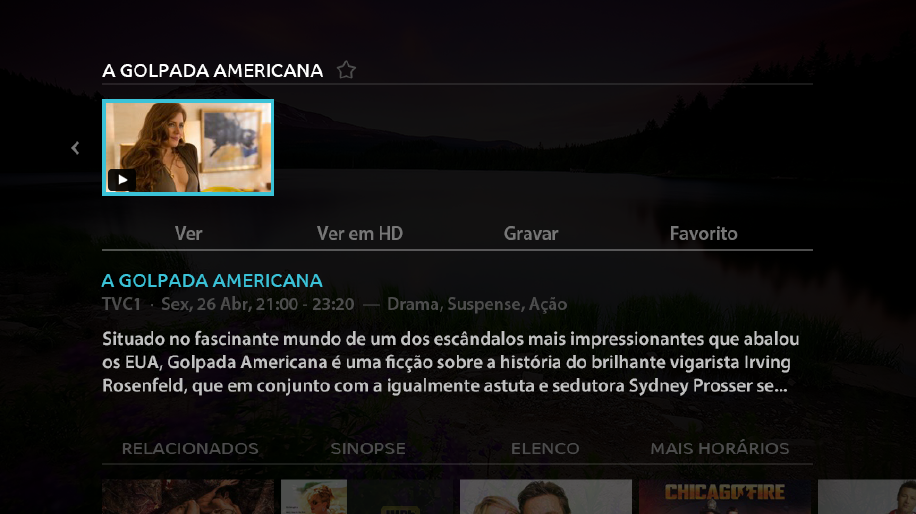 A GOLPADA AMERICANA
Ver Ver em HD Gravar Favorito
A GOLPADA AMERICANA
TVC1 · Sex, 26 Abr, 21:00 - 23:20 — Drama, Suspense, Ação
Situado no fascinante mundo de um dos escândalos mais impressionantes que abalou
os EUA, Golpada Americana é uma ficção sobre a história do brilhante vigarista Irving
Rosenfeld, que em conjunto com a igualmente astuta e sedutora Sydney Prosser se...
RELACIONADOS SINOPSE ELENCO MAIS HORÁRIOS
CHICAGO FIRE